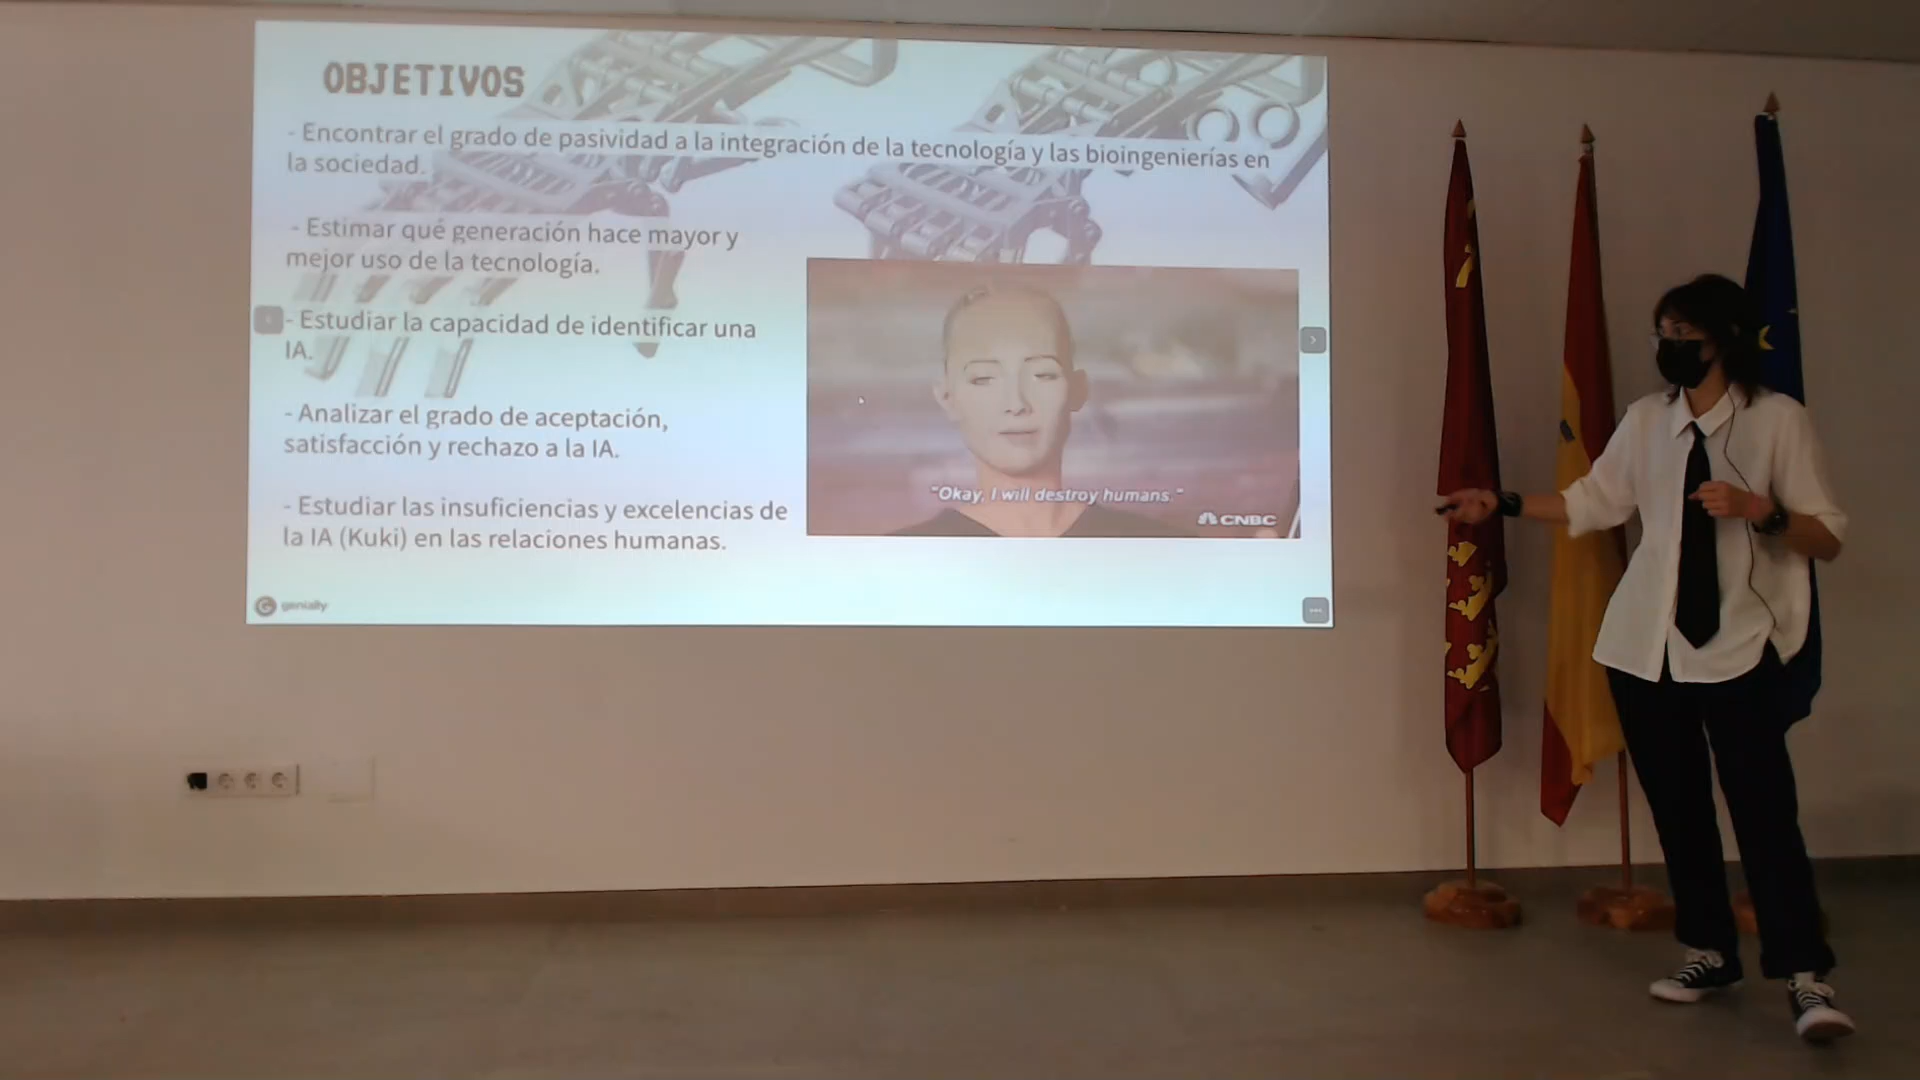 OBJETIVOS
- Encontrar el grado de pasividad a la integración de la tecnología y las bioingenierías en
la sociedad.
- Estimar qué generación hace mayor y
mejor uso de la tecnología.
- Estudiar la capacidad de identificar una
IA.
- Analizar el grado de aceptación,
satisfacción y rechazo a la IA.
- Estudiar las insuficiencias y excelencias de
la IA (Kuki) en las relaciones humanas.
"Okay, I will destroy humans."
CNBC
genially